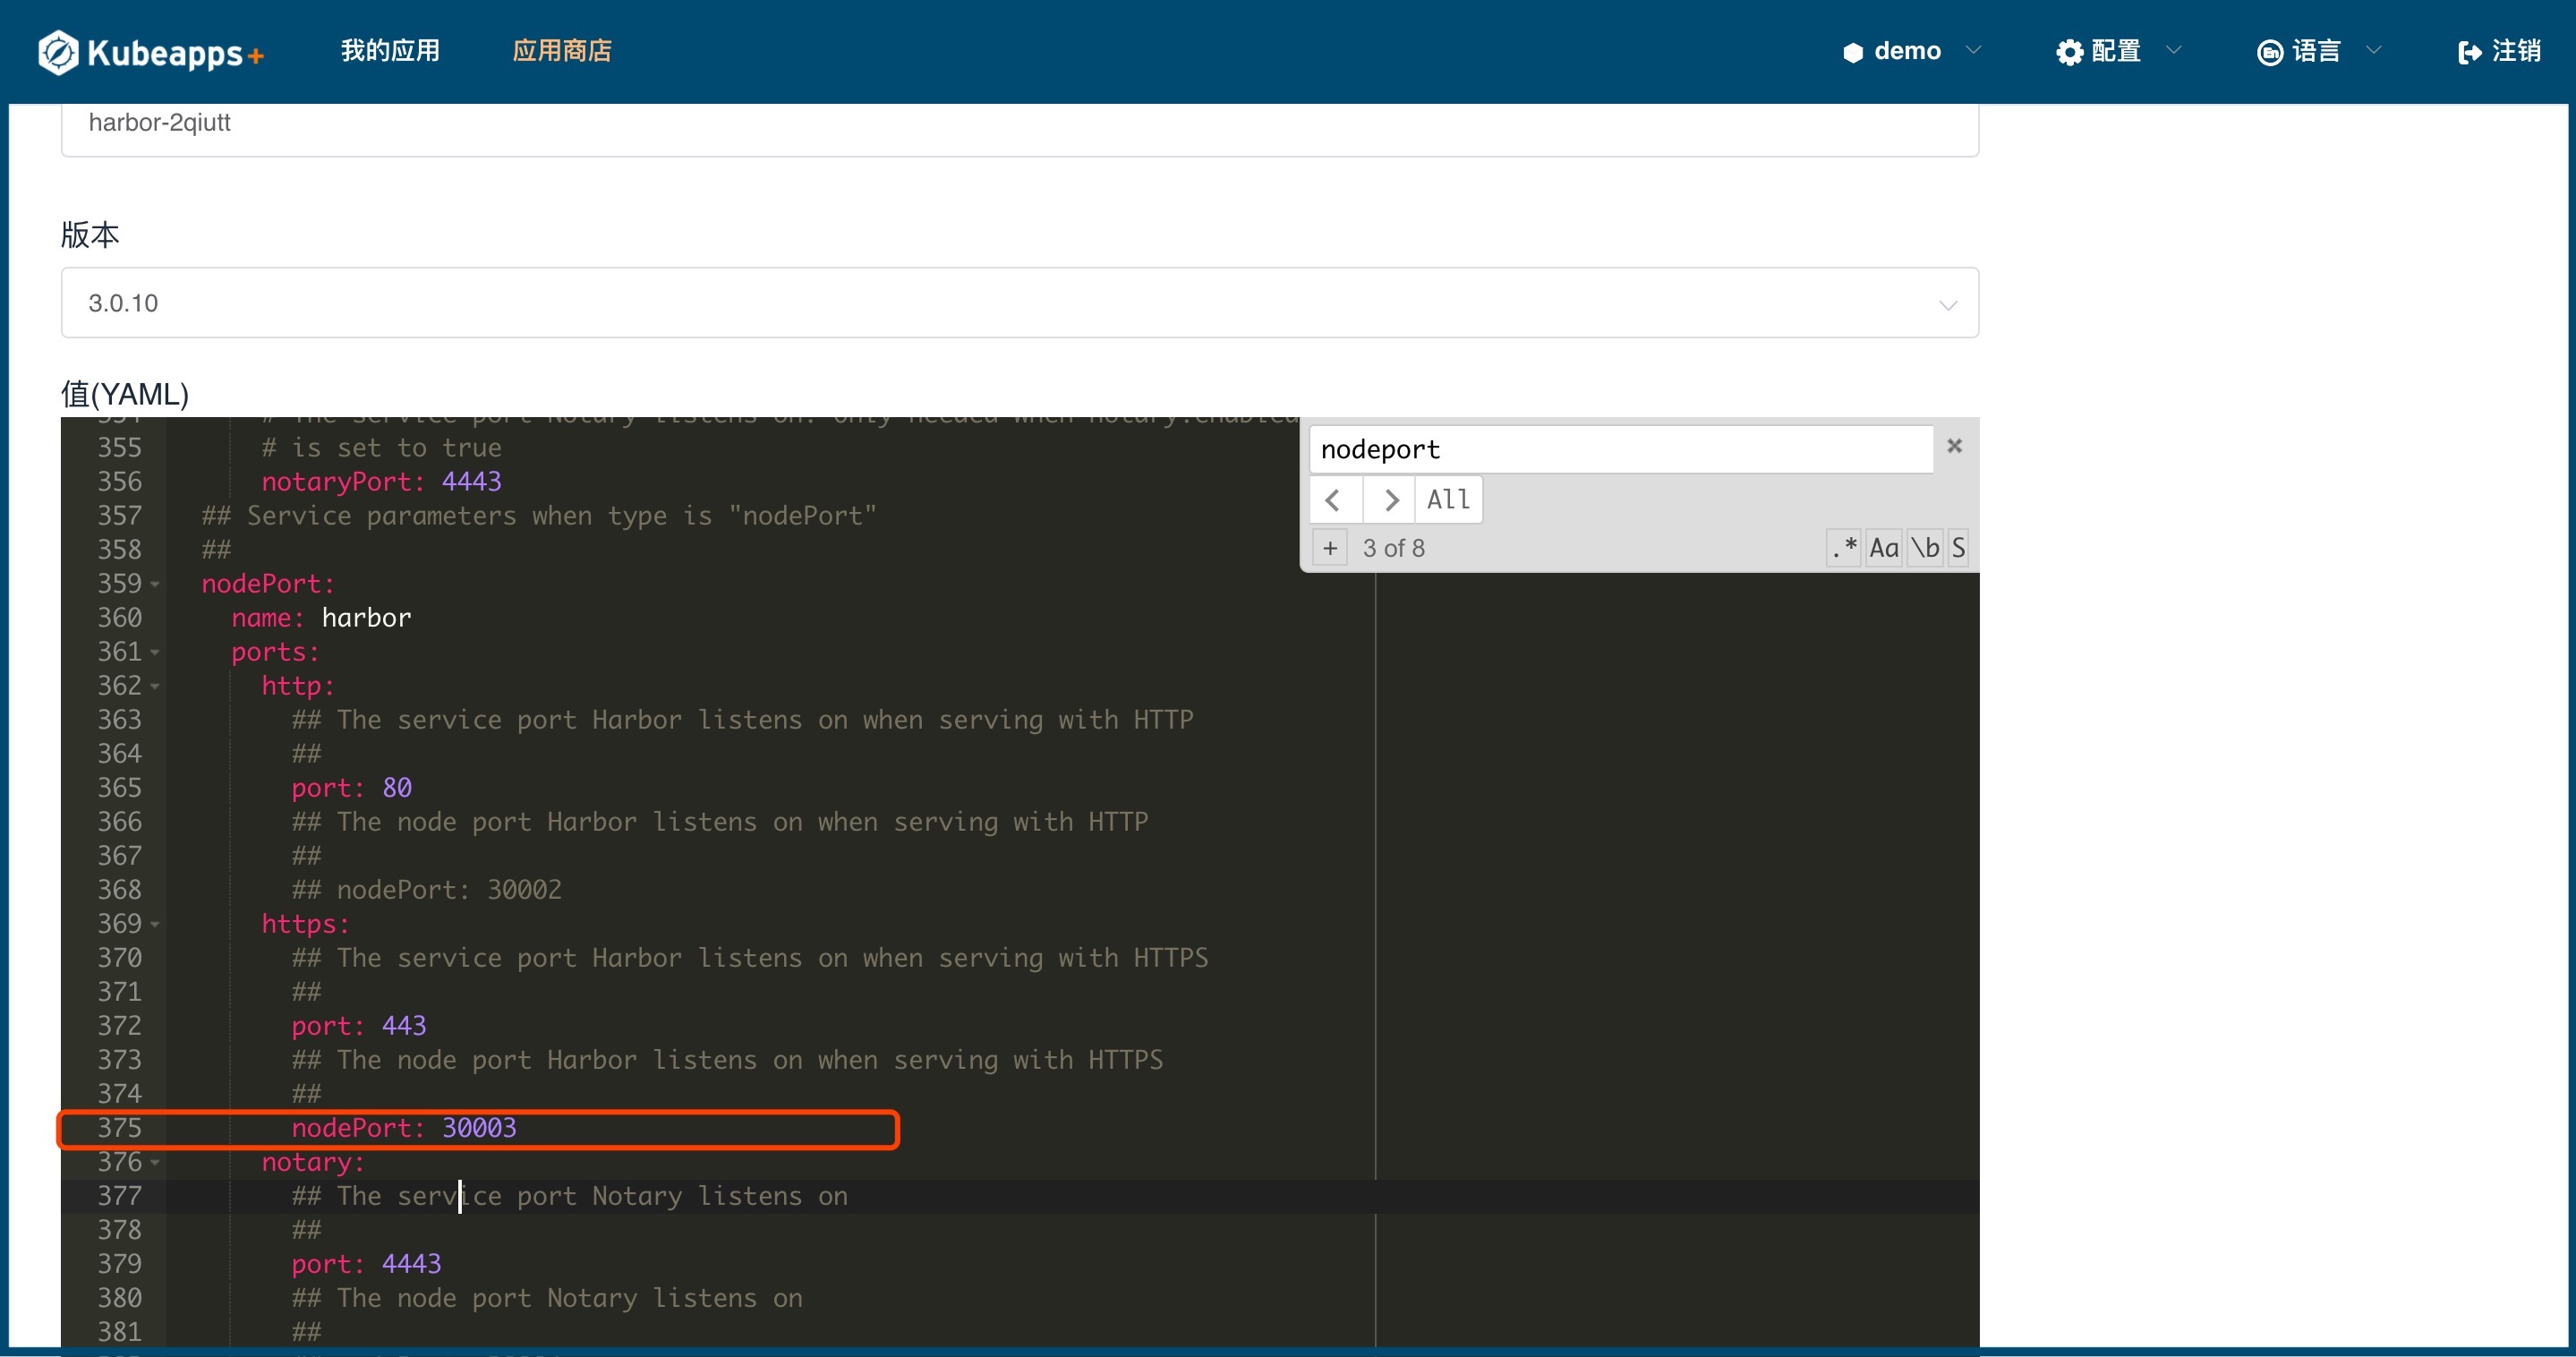 Kubeapps+
我的应用
应用商店
demo
配置
语言
注销
harbor-2qiutt
版本
3.0.10
值(YAML)
nodeport
All
+ 3 of 8 .* Aa \b S
355 # is set to true
356 notaryPort: 4443
357 ## Service parameters when type is "nodePort"
358 ##
359 nodePort:
360 name: harbor
361 ports:
362 http:
363 ## The service port Harbor listens on when serving with HTTP
364 ##
365 port: 80
366 ## The node port Harbor listens on when serving with HTTP
367 ##
368 ## nodePort: 30002
369 https:
370 ## The service port Harbor listens on when serving with HTTPS
371 ##
372 port: 443
373 ## The node port Harbor listens on when serving with HTTPS
374 ##
375 nodePort: 30003
376 notary:
377 ## The service port Notary listens on
378 ##
379 port: 4443
380 ## The node port Notary listens on
381 ##